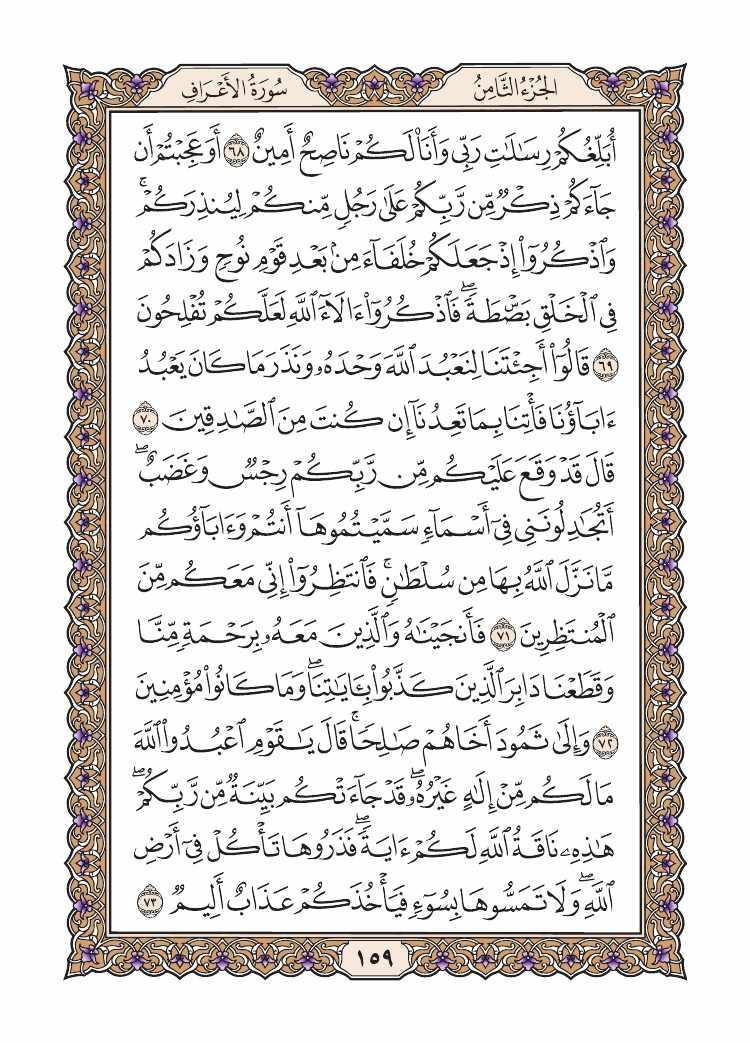 الجُزْءُ الثَّامِنُ
سُورَةُ الأَعْرَافِ
أُبَلِّغُكُمْ رِسَٰلَٰتِ رَبِّى وَأَنَا۠ لَكُمْ نَاصِحٌ أَمِينٌ ٦٨ أَوَعَجِبْتُمْ أَن
جَآءَكُمْ ذِكْرٌ مِّن رَّبِّكُمْ عَلَىٰ رَجُلٍ مِّنكُمْ لِيُنذِرَكُمْ ۚ
وَٱذْكُرُوٓا۟ إِذْ جَعَلَكُمْ خُلَفَآءَ مِنۢ بَعْدِ قَوْمِ نُوحٍ وَزَادَكُمْ
فِى ٱلْخَلْقِ بَصْۜطَةً ۖ فَٱذْكُرُوٓا۟ ءَالَآءَ ٱللَّهِ لَعَلَّكُمْ تُفْلِحُونَ
٦٩ قَالُوٓا۟ أَجِئْتَنَا لِنَعْبُدَ ٱللَّهَ وَحْدَهُۥ وَنَذَرَ مَا كَانَ يَعْبُدُ
ءَابَآؤُنَا فَأْتِنَا بِمَا تَعِدُنَآ إِن كُنتَ مِنَ ٱلصَّٰدِقِينَ ٧٠
قَالَ قَدْ وَقَعَ عَلَيْكُم مِّن رَّبِّكُمْ رِجْسٌ وَغَضَبٌ ۖ
أَتُجَٰدِلُونَنِى فِىٓ أَسْمَآءٍ سَمَّيْتُمُوهَآ أَنتُمْ وَءَابَآؤُكُم
مَّا نَزَّلَ ٱللَّهُ بِهَا مِن سُلْطَٰنٍ ۚ فَٱنتَظِرُوٓا۟ إِنِّى مَعَكُم مِّنَ
ٱلْمُنتَظِرِينَ ٧١ فَأَنجَيْنَٰهُ وَٱلَّذِينَ مَعَهُۥ بِرَحْمَةٍ مِّنَّا
وَقَطَعْنَا دَابِرَ ٱلَّذِينَ كَذَّبُوا۟ بِـَٔايَٰتِنَا ۖ وَمَا كَانُوا۟ مُؤْمِنِينَ
٧٢ وَإِلَىٰ ثَمُودَ أَخَاهُمْ صَٰلِحًا ۗ قَالَ يَٰقَوْمِ ٱعْبُدُوا۟ ٱللَّهَ
مَا لَكُم مِّنْ إِلَٰهٍ غَيْرُهُۥ ۖ قَدْ جَآءَتْكُم بَيِّنَةٌ مِّن رَّبِّكُمْ ۖ
هَٰذِهِۦ نَاقَةُ ٱللَّهِ لَكُمْ ءَايَةً ۖ فَذَرُوهَا تَأْكُلْ فِىٓ أَرْضِ
ٱللَّهِ ۖ وَلَا تَمَسُّوهَا بِسُوٓءٍ فَيَأْخُذَكُمْ عَذَابٌ أَلِيمٌ ٧٣
١٥٩